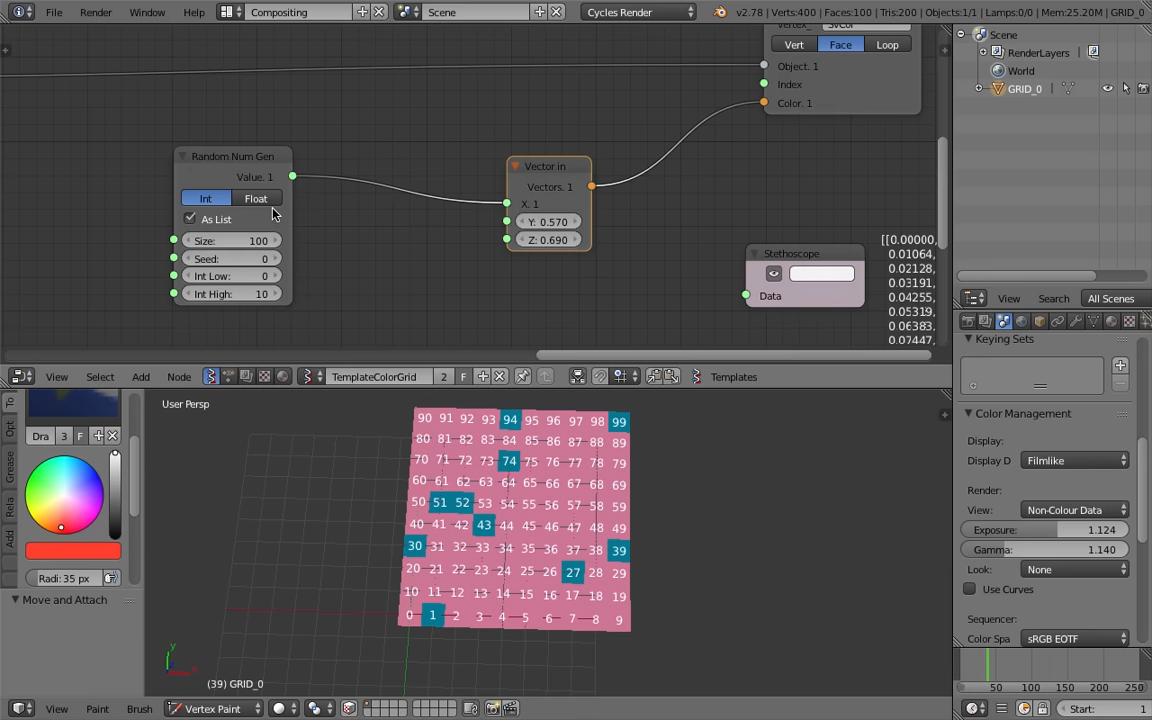 File Render Window Help Compositing Scene Cycles Render v2.78 | Verts:400 | Faces:100 | Tris:200 | Objects:1/1 | Lamps:0/0 | Mem:25.20M | GRID_0
Vertex_ SvCol
Vert Face Loop
Object. 1
Index
Color. 1
Random Num Gen
Value. 1
Int Float
As List
Size: 100
Seed: 0
Int Low: 0
Int High: 10
Vector in
Vectors. 1
X. 1
Y: 0.570
Z: 0.690
Stethoscope
Data
[[0.00000,
0.01064,
0.02128,
0.03191,
0.04255,
0.05319,
0.06383,
0.07447,
View Select Add Node TemplateColorGrid 2 F Templates
Scene
RenderLayers |
World
GRID_0 |
View Search All Scenes
Keying Sets
Color Management
Display:
Display D Filmlike
Render:
View: Non-Colour Data
Exposure: 1.124
Gamma: 1.140
Look: None
Use Curves
Sequencer:
Color Spa sRGB EOTF
50 100 150 200 250
Start: 1
To
Opt
Grease
Rela
Add
Dra 3 F
Radi: 35 px
Move and Attach
User Persp
90 91 92 93 94 95 96 97 98 99
80 81 82 83 84 85 86 87 88 89
70 71 72 73 74 75 76 77 78 79
60 61 62 63 64 65 66 67 68 69
50 51 52 53 54 55 56 57 58 59
40 41 42 43 44 45 46 47 48 49
30 31 32 33 34 35 36 37 38 39
20 21 22 23 24 25 26 27 28 29
10 11 12 13 14 15 16 17 18 19
0 1 2 3 4 5 6 7 8 9
y
x
(39) GRID_0
View Paint Brush Vertex Paint